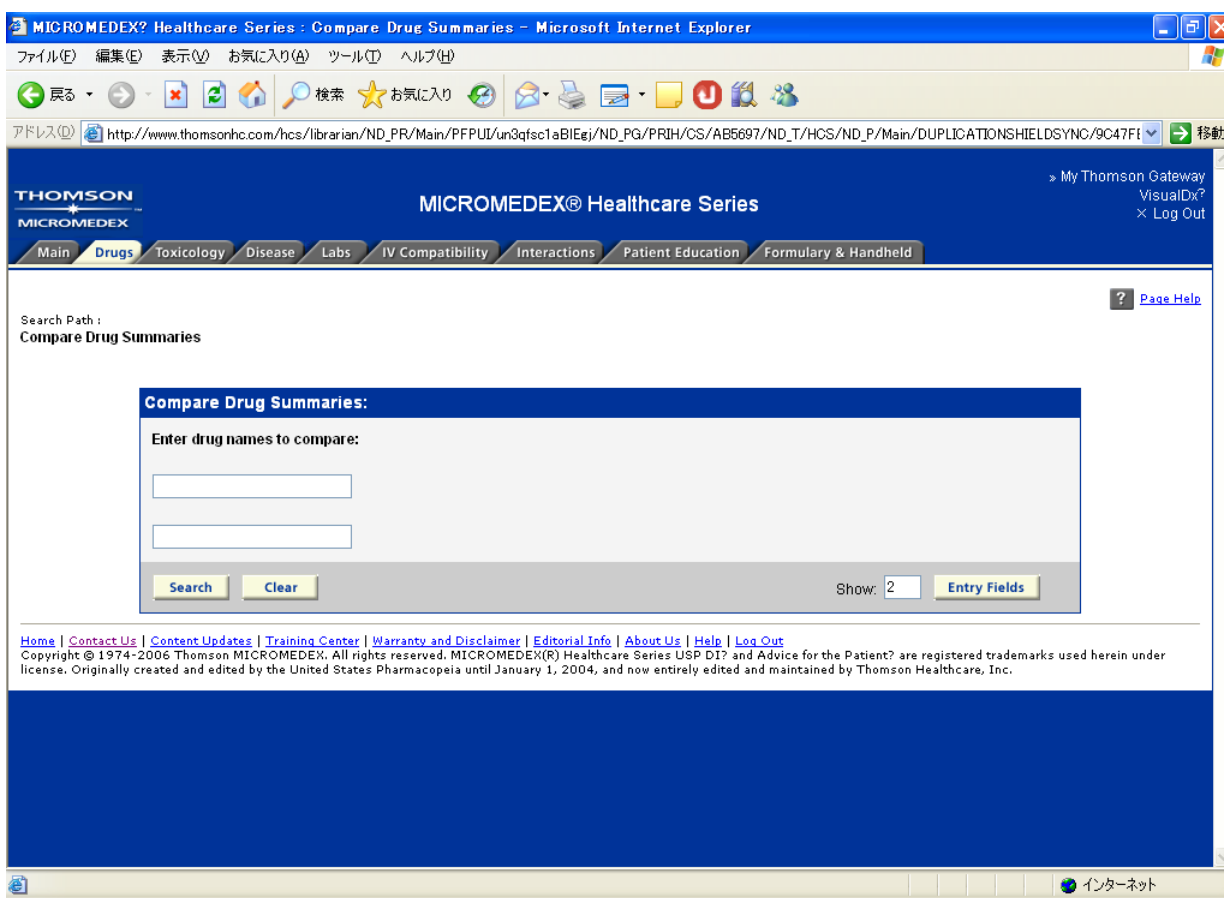 MICROMEDEX? Healthcare Series : Compare Drug Summaries - Microsoft Internet Explorer
ファイル(F) 編集(E) 表示(V) お気に入り(A) ツール(T) ヘルプ(H)
戻る 検索 お気に入り
アドレス(D) http://www.thomsonhc.com/hcs/librarian/ND_PR/Main/PFPUI/un3qfsc1aBIEgj/ND_PG/PRIH/CS/AB5697/ND_T/HCS/ND_P/Main/DUPLICATIONSHIELDSYNC/9C47FE 移動
» My Thomson Gateway
THOMSON
MICROMEDEX
MICROMEDEX® Healthcare Series
VisualDx?
× Log Out
Main Drugs Toxicology Disease Labs IV Compatibility Interactions Patient Education Formulary & Handheld
? Page Help
Search Path :
Compare Drug Summaries
Compare Drug Summaries:
Enter drug names to compare:
Search Clear Show: 2 Entry Fields
Home | Contact Us | Content Updates | Training Center | Warranty and Disclaimer | Editorial Info | About Us | Help | Log Out
Copyright © 1974-2006 Thomson MICROMEDEX. All rights reserved. MICROMEDEX(R) Healthcare Series USP DI? and Advice for the Patient? are registered trademarks used herein under
license. Originally created and edited by the United States Pharmacopeia until January 1, 2004, and now entirely edited and maintained by Thomson Healthcare, Inc.
インターネット